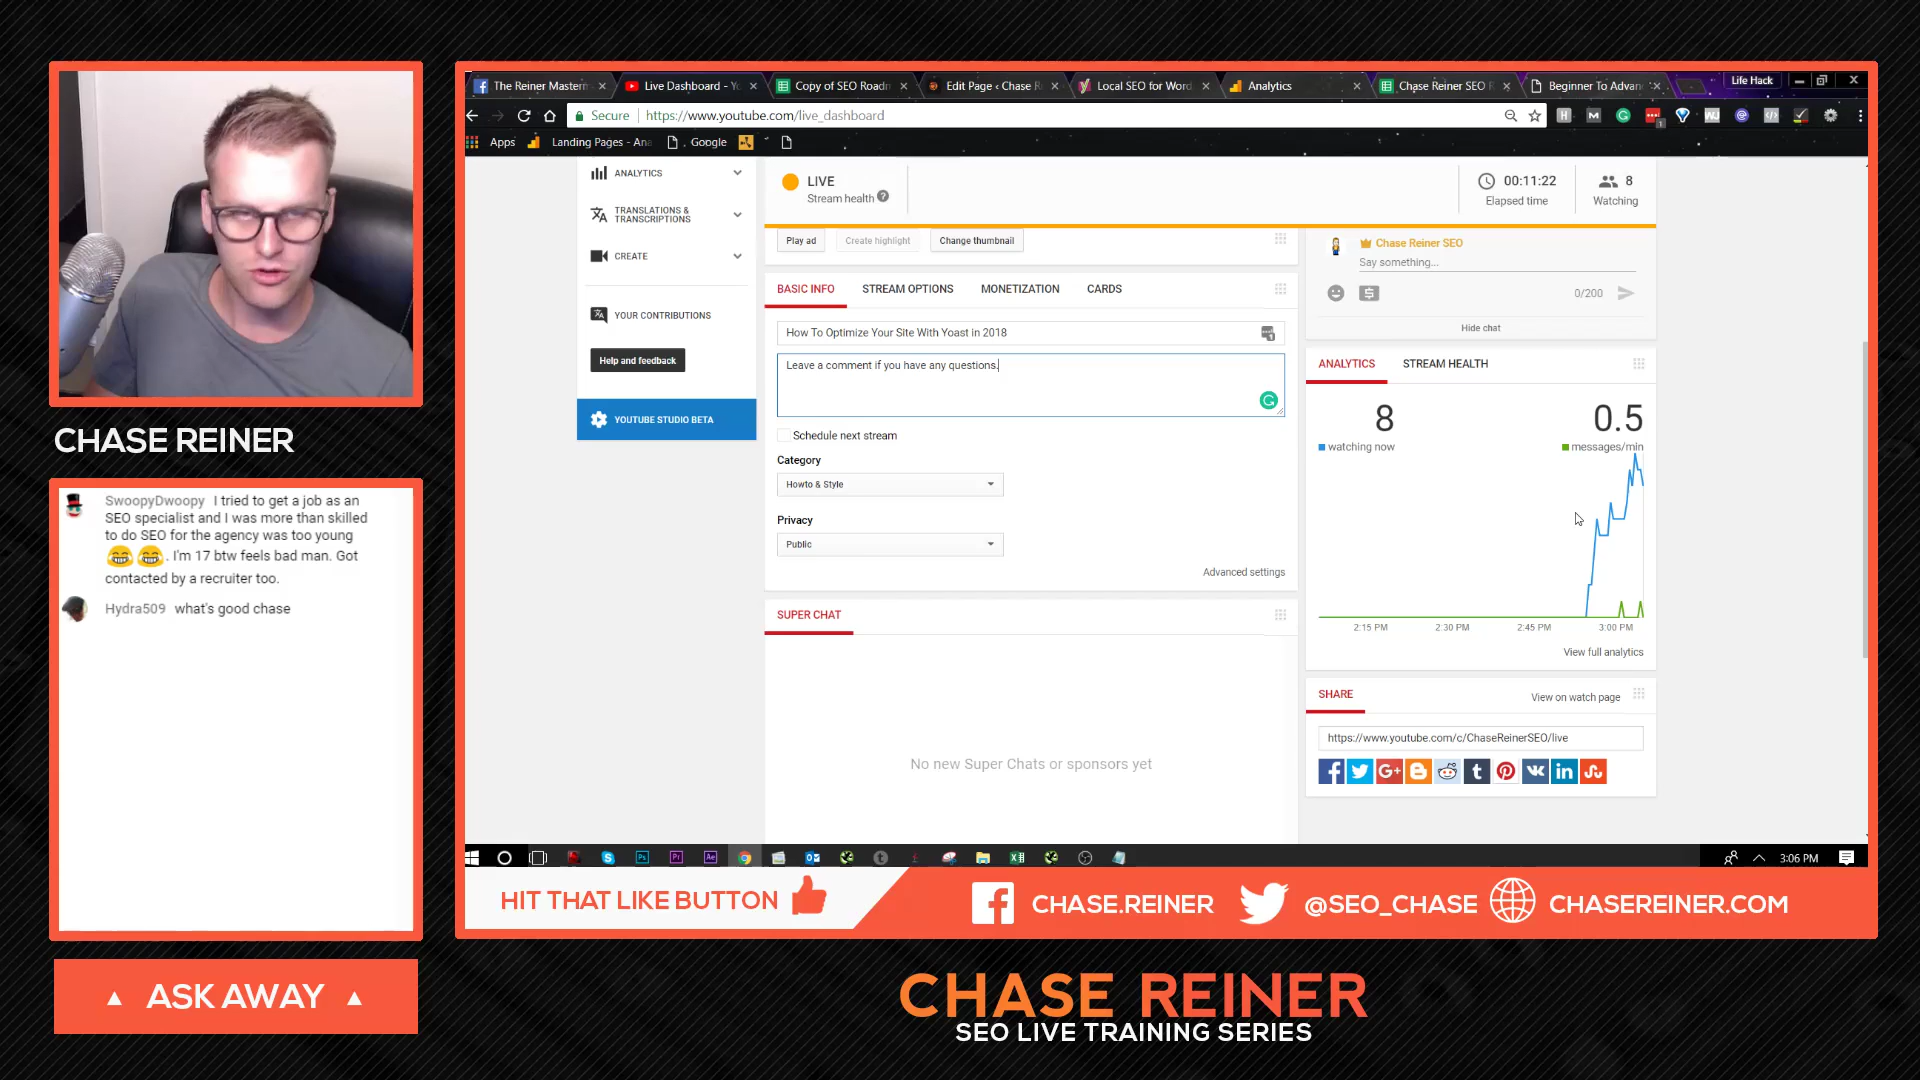 The Reiner Masterm
Live Dashboard - Yo
Copy of SEO Roadm
Edit Page ‹ Chase R
Local SEO for Word
Analytics
Chase Reiner SEO R
Beginner To Advan
Life Hack
Secure
https://www.youtube.com/live_dashboard
Apps
Landing Pages - Ana
Google
ANALYTICS
TRANSLATIONS &
TRANSCRIPTIONS
CREATE
YOUR CONTRIBUTIONS
Help and feedback
YOUTUBE STUDIO BETA
LIVE
Stream health
00:11:22
Elapsed time
8
Watching
Play ad
Create highlight
Change thumbnail
BASIC INFO
STREAM OPTIONS
MONETIZATION
CARDS
How To Optimize Your Site With Yoast in 2018
Leave a comment if you have any questions.
Schedule next stream
Category
Howto & Style
Privacy
Public
Advanced settings
SUPER CHAT
No new Super Chats or sponsors yet
Chase Reiner SEO
Say something...
0/200
Hide chat
ANALYTICS
STREAM HEALTH
8
watching now
0.5
messages/min
2:15 PM
2:30 PM
2:45 PM
3:00 PM
View full analytics
SHARE
View on watch page
https://www.youtube.com/c/ChaseReinerSEO/live
3:06 PM
CHASE REINER
SwoopyDwoopy I tried to get a job as an
SEO specialist and I was more than skilled
to do SEO for the agency was too young
😂 😂 . I'm 17 btw feels bad man. Got
contacted by a recruiter too.
Hydra509 what's good chase
▲ ASK AWAY ▲
HIT THAT LIKE BUTTON
CHASE.REINER
@SEO_CHASE
CHASEREINER.COM
CHASE REINER
SEO LIVE TRAINING SERIES